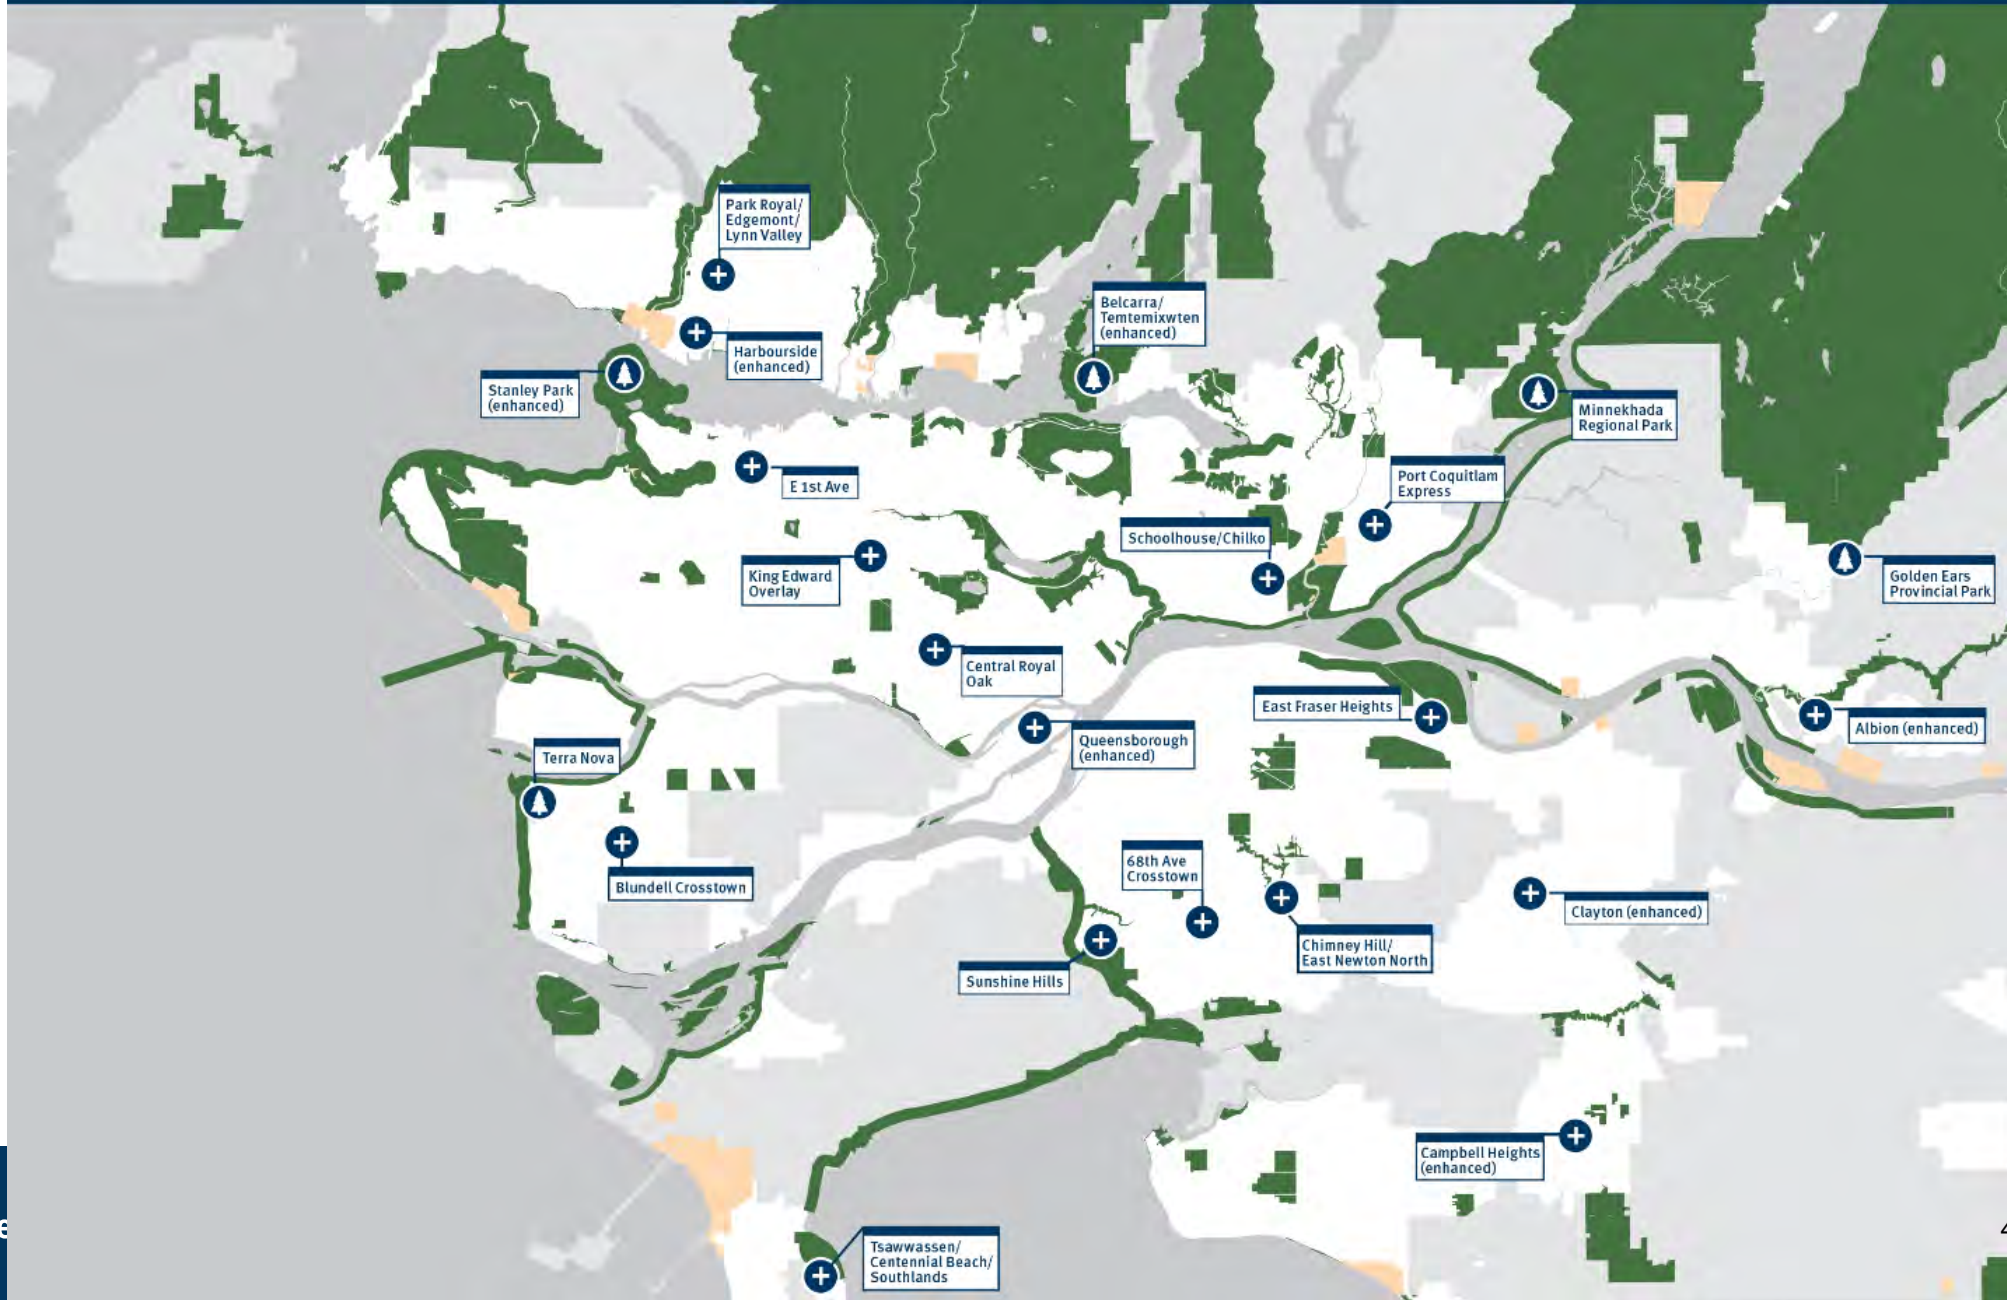 Park Royal/
Edgemont/
Lynn Valley
Belcarra/
Temtemixwten
(enhanced)
Harbourside
(enhanced)
Stanley Park
(enhanced)
Minnekhada
Regional Park
E 1st Ave
Port Coquitlam
Express
Schoolhouse/Chilko
King Edward
Overlay
Golden Ears
Provincial Park
Central Royal
Oak
East Fraser Heights
Albion (enhanced)
Queensborough
(enhanced)
Terra Nova
68th Ave
Crosstown
Blundell Crosstown
Clayton (enhanced)
Chimney Hill/
East Newton North
Sunshine Hills
Campbell Heights
(enhanced)
Tsawwassen/
Centennial Beach/
Southlands